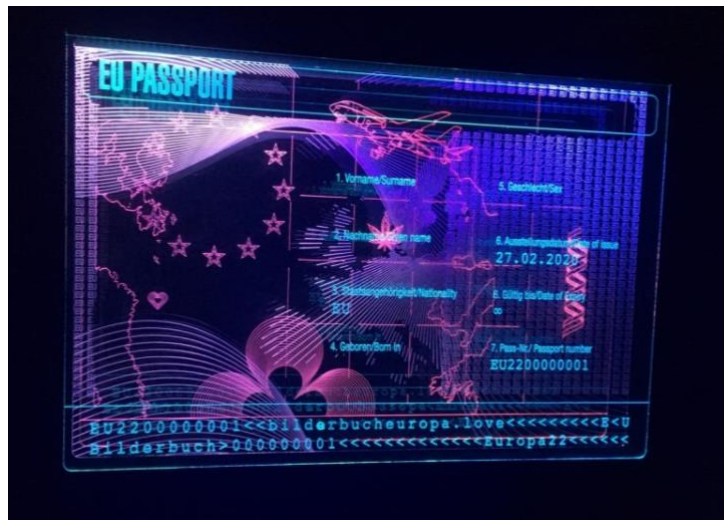 EU PASSPORT
1. Vorname/Surname
5. Geschlecht/Sex
2. Nachname/Given name
6. Ausstellungsdatum/Day of issue
27.02.2020
3. Staatsangehörigkeit/Nationality
EU
8. Gültig bis/Date of Expiry
∞
4. Geboren/Born in
7. Pass-Nr./ Passport number
EU2200000001
EU2200000001<<bilderbucheuropa.love<<<<<<<<<E<U
Bilderbuch>000000001<<<<<<<<<<<<<Europa22<<<<<<